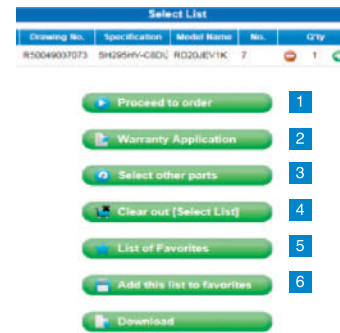 Select List
Drawing No. Specification Model Name No. Q'ty
R50049037073 SH295HV-C8DU RD20JEV1K 7 1
Proceed to order 1
Warranty Application 2
Select other parts 3
Clear out [Select List] 4
List of Favorites 5
Add this list to favorites 6
Download